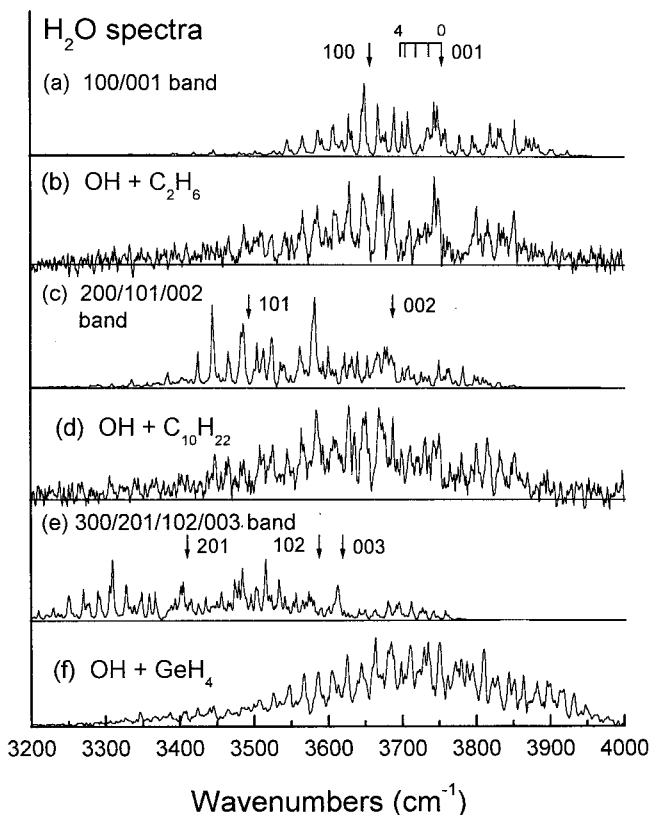 H₂O spectra
4 0
100 001
(a) 100/001 band
(b) OH + C₂H₆
(c) 200/101/002
band
101 002
(d) OH + C₁₀H₂₂
(e) 300/201/102/003 band
201 102 003
(f) OH + GeH₄
3200 3300 3400 3500 3600 3700 3800 3900 4000
Wavenumbers (cm⁻¹)